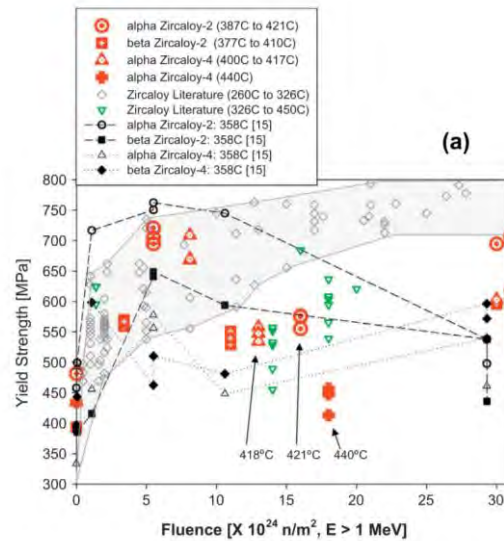 alpha Zircaloy-2 (387C to 421C)
beta Zircaloy-2 (377C to 410C)
alpha Zircaloy-4 (400C to 417C)
alpha Zircaloy-4 (440C)
Zircaloy Literature (260C to 326C)
Zircaloy Literature (326C to 450C)
alpha Zircaloy-2: 358C [15]
beta Zircaloy-2: 358C [15]
alpha Zircaloy-4: 358C [15]
beta Zircaloy-4: 358C [15]
(a)
800
750
700
650
600
550
500
450
400
350
300
Yield Strength [MPa]
418ºC
421ºC
440ºC
0 5 10 15 20 25 30
Fluence [X 10²⁴ n/m², E > 1 MeV]